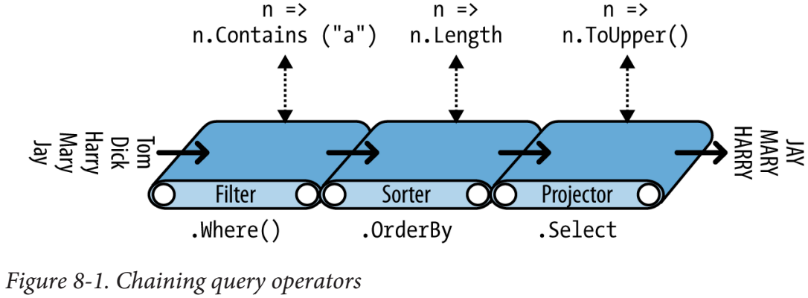 n =>
n.Contains ("a")
n =>
n.Length
n =>
n.ToUpper()
Tom
Dick
Harry
Mary
Jay
Filter
Sorter
Projector
JAY
MARY
HARRY
.Where()
.OrderBy
.Select
Figure 8-1. Chaining query operators